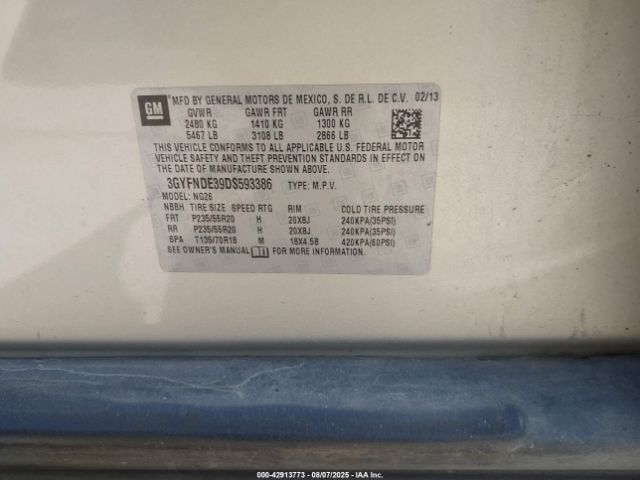 GM
MFD BY GENERAL MOTORS DE MEXICO, S. DE R.L. DE C.V. 02/13
GVWR GAWR FRT GAWR RR
2480 KG 1410 KG 1300 KG
5467 LB 3108 LB 2866 LB
THIS VEHICLE CONFORMS TO ALL APPLICABLE U.S. FEDERAL MOTOR
VEHICLE SAFETY AND THEFT PREVENTION STANDARDS IN EFFECT ON
THE DATE OF MANUFACTURE SHOWN ABOVE.
3GYFNDE39DS593386 TYPE: M.P.V.
MODEL: NG26
NBBH TIRE SIZE SPEED RTG RIM COLD TIRE PRESSURE
FRT P235/55R20 H 20X8J 240KPA(35PSI)
RR P235/55R20 H 20X8J 240KPA(35PSI)
SPA T135/70R18 M 18X4.5B 420KPA(60PSI)
SEE OWNER'S MANUAL
000-42913773 - 08/07/2025 - IAA Inc.